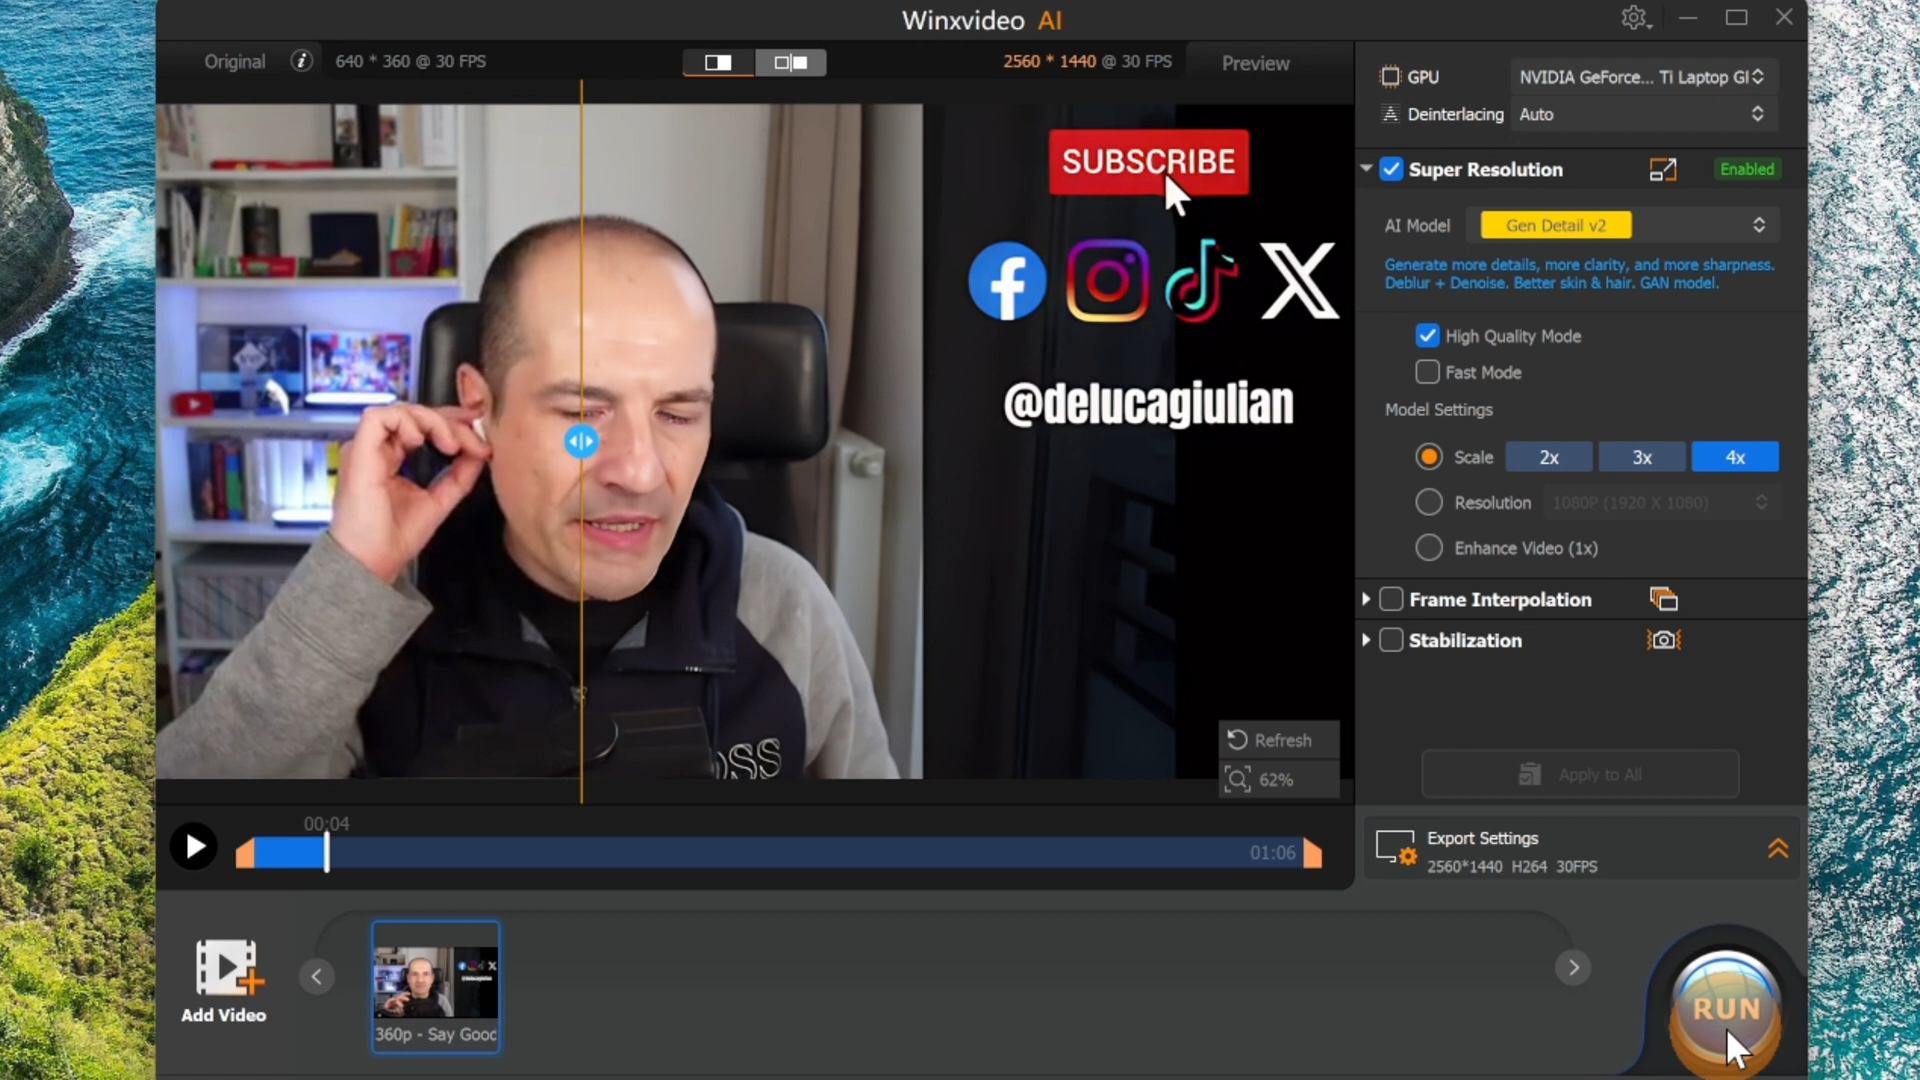 Winxvideo AI
Original
640 * 360 @ 30 FPS
2560 * 1440 @ 30 FPS
Preview
GPU
NVIDIA GeForce... Ti Laptop GI
Deinterlacing
Auto
Super Resolution
Enabled
AI Model
Gen Detail v2
Generate more details, more clarity, and more sharpness.
Deblur + Denoise. Better skin & hair. GAN model.
High Quality Mode
Fast Mode
Model Settings
Scale
2x
3x
4x
Resolution
1080P (1920 X 1080)
Enhance Video (1x)
Frame Interpolation
Stabilization
Apply to All
SUBSCRIBE
@delucagiulian
OSS
Refresh
62%
00:04
01:06
Export Settings
2560*1440 H264 30FPS
Add Video
360p - Say Good
RUN